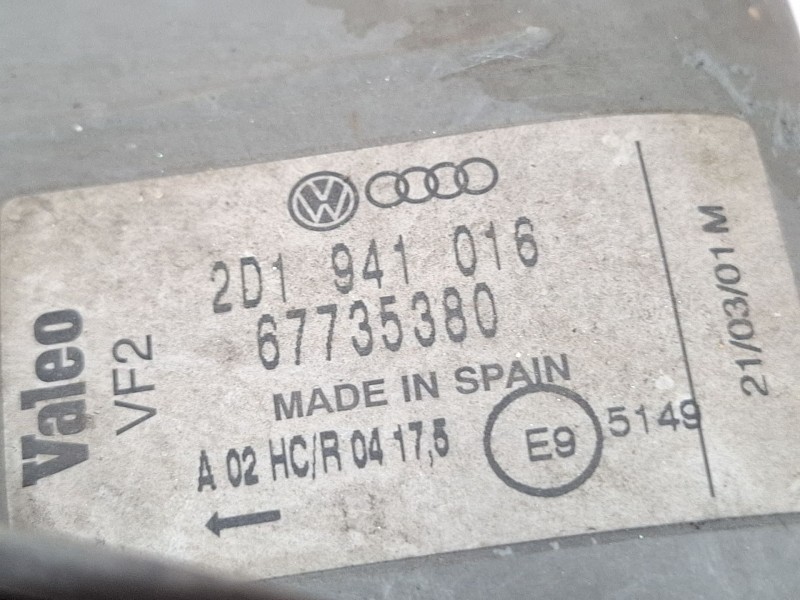 VW
2D1 941 016
67735380
MADE IN SPAIN
A 02 HC/R 04 17,5
E9 5149
Valeo
VF2
21/03/01 M